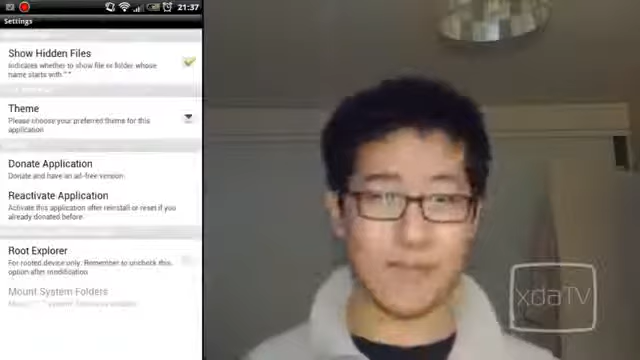 21:37
Settings
Show Hidden Files
Indicates whether to show file or folder whose
name starts with "."
Theme
Please choose your preferred theme for this
application
Donate Application
Donate and have an ad-free version
Reactivate Application
Activate this application after reinstall or reset if you
already donated before
Root Explorer
For rooted device only. Remember to uncheck this
option after modification
Mount System Folders
xdaTV